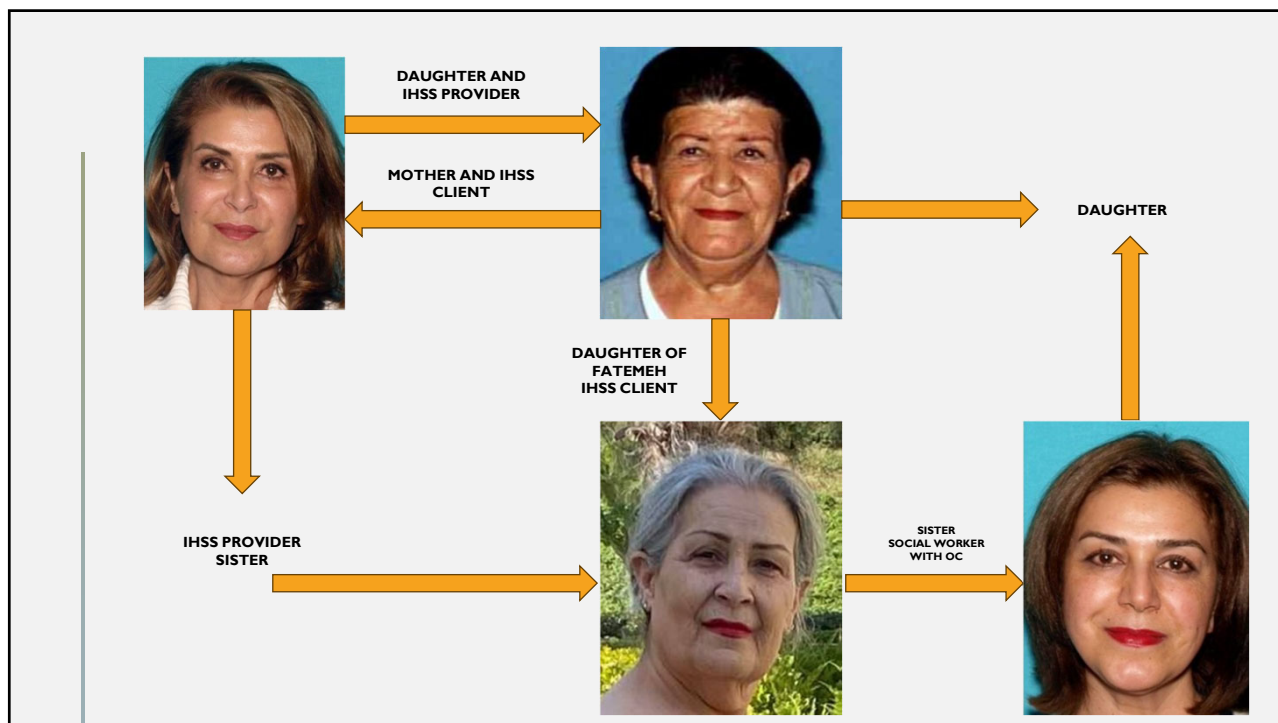 DAUGHTER AND
IHSS PROVIDER
MOTHER AND IHSS
CLIENT
DAUGHTER
DAUGHTER OF
FATEMEH
IHSS CLIENT
IHSS PROVIDER
SISTER
SISTER
SOCIAL WORKER
WITH OC